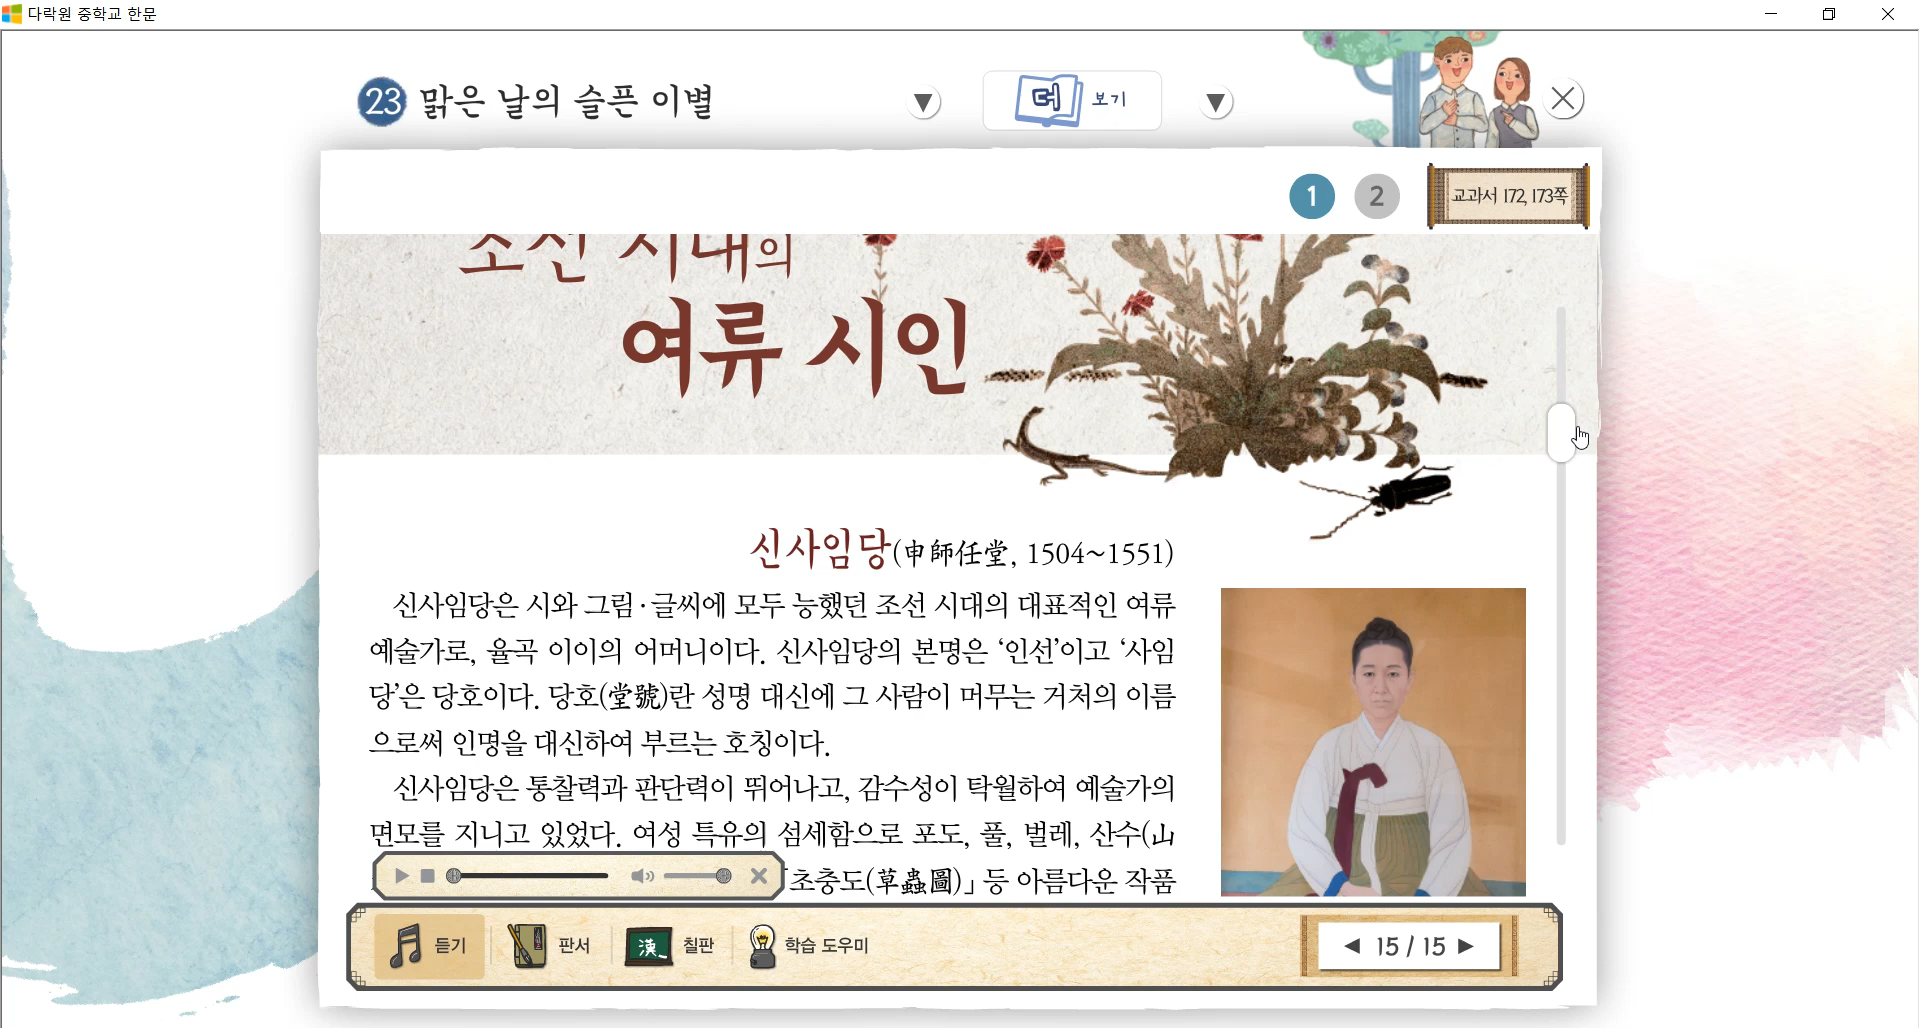 다락원 중학교 한문
23 맑은 날의 슬픈 이별
더 보기
1 2 교과서 172, 173쪽
조선 시대의
여류 시인
신사임당(申師任堂, 1504~1551)
신사임당은 시와 그림·글씨에 모두 능했던 조선 시대의 대표적인 여류
예술가로, 율곡 이이의 어머니이다. 신사임당의 본명은 ‘인선’이고 ‘사임
당’은 당호이다. 당호(堂號)란 성명 대신에 그 사람이 머무는 거처의 이름
으로써 인명을 대신하여 부르는 호칭이다.
신사임당은 통찰력과 판단력이 뛰어나고, 감수성이 탁월하여 예술가의
면모를 지니고 있었다. 여성 특유의 섬세함으로 포도, 풀, 벌레, 산수(山
「초충도(草蟲圖)」 등 아름다운 작품
듣기 판서 漢 칠판 학습 도우미 15 / 15